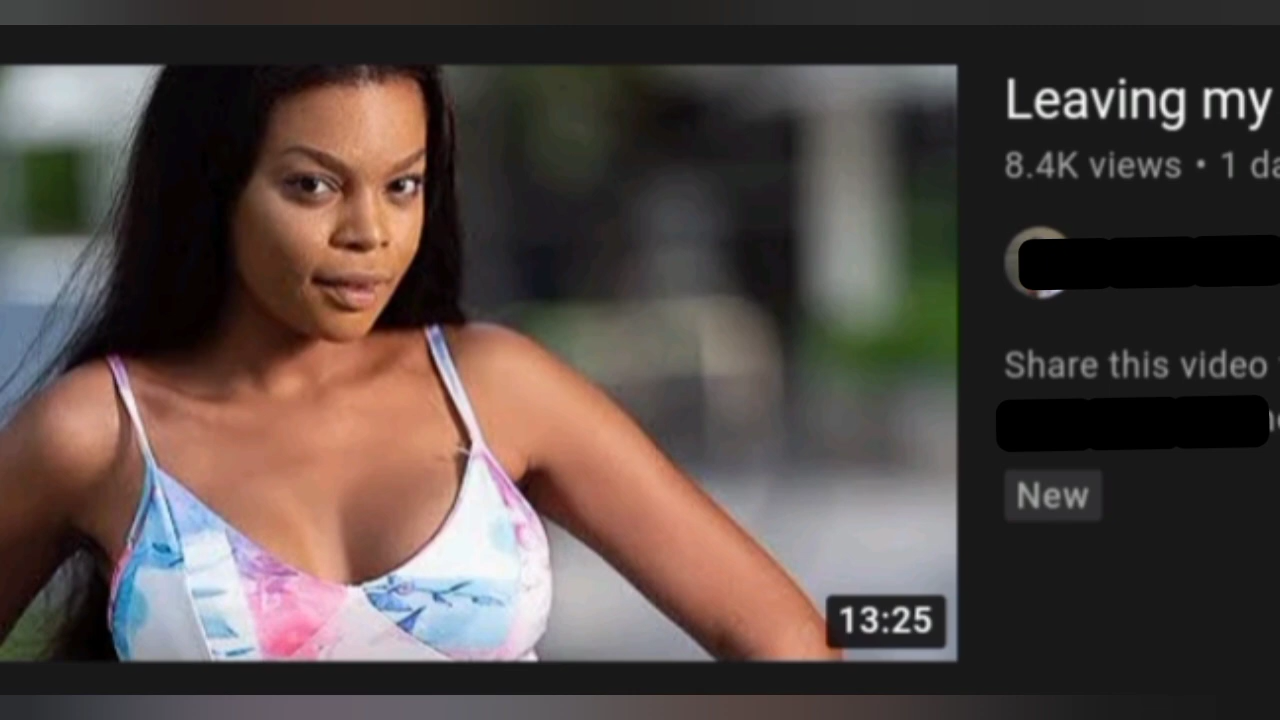 Leaving my
8.4K views • 1 da
Share this video
New
13:25